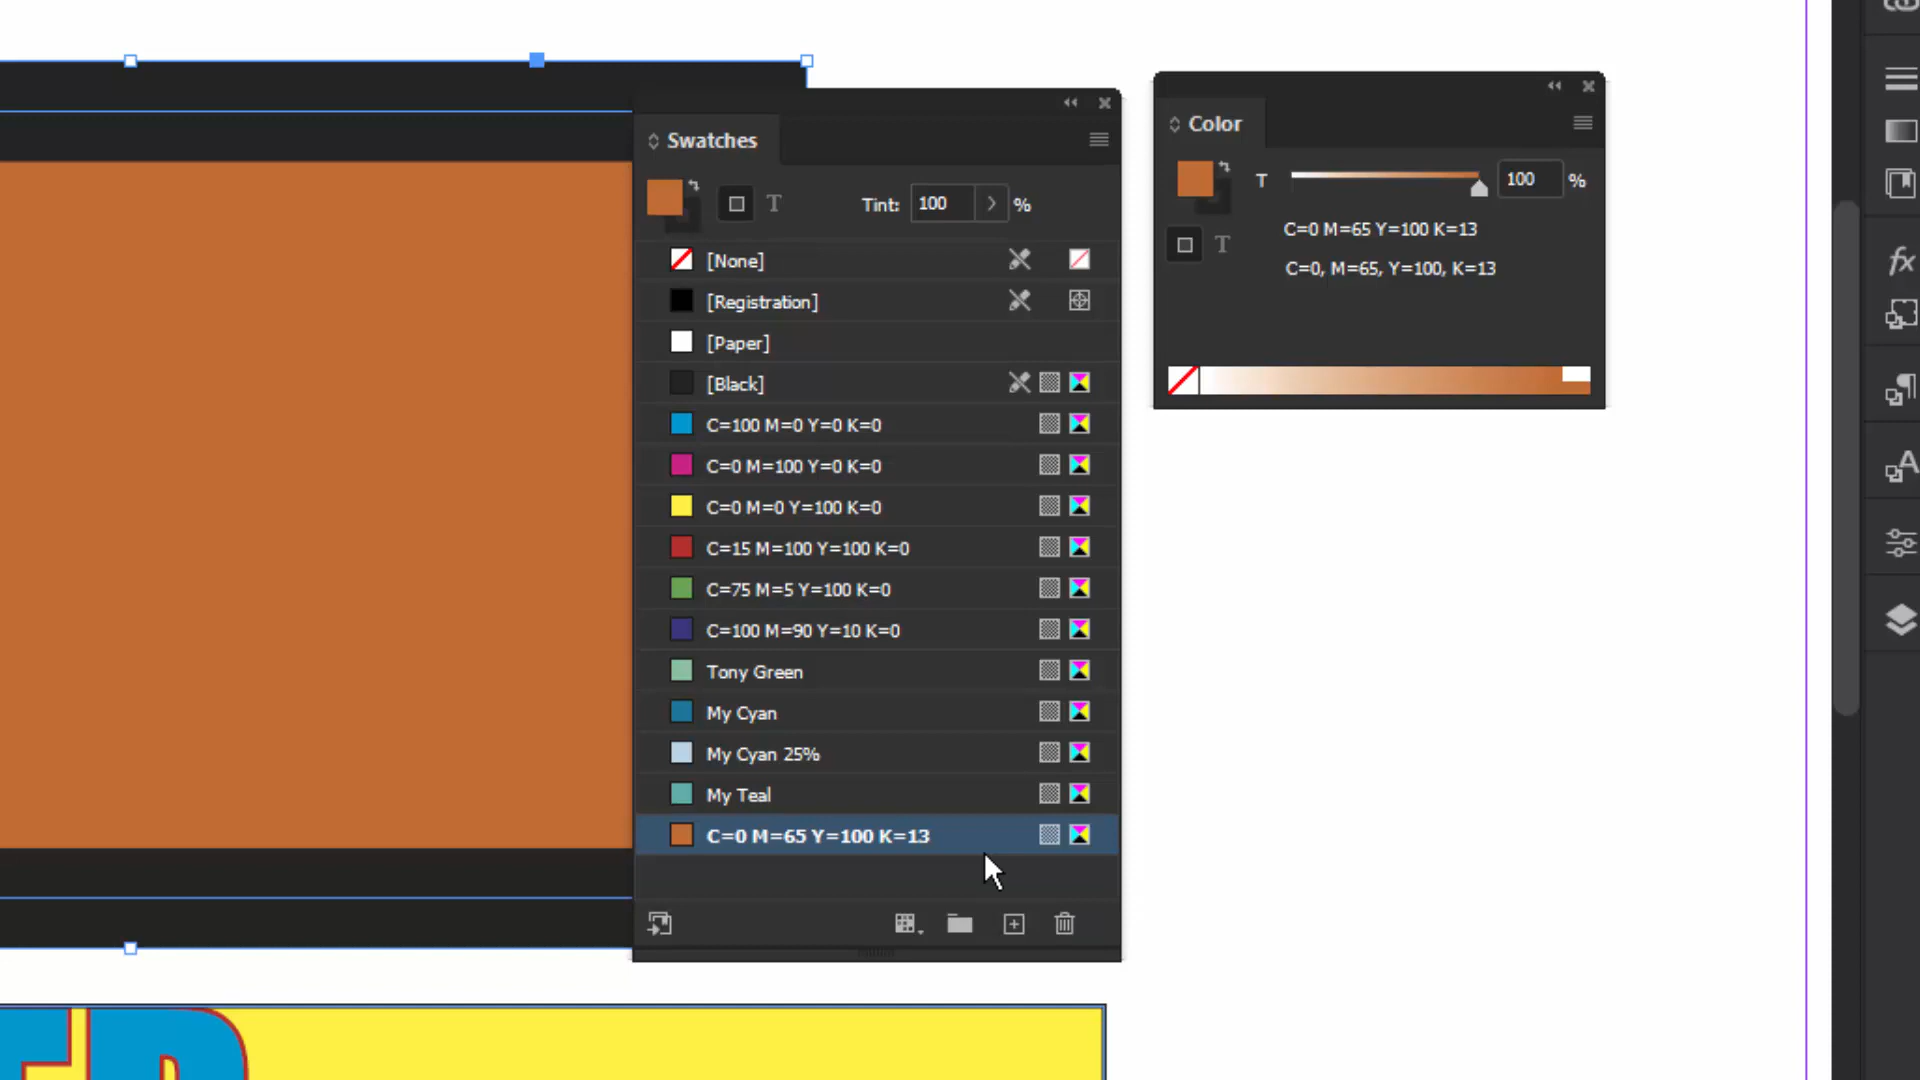 Swatches
T
Tint: 100 %
[None]
[Registration]
[Paper]
[Black]
C=100 M=0 Y=0 K=0
C=0 M=100 Y=0 K=0
C=0 M=0 Y=100 K=0
C=15 M=100 Y=100 K=0
C=75 M=5 Y=100 K=0
C=100 M=90 Y=10 K=0
Tony Green
My Cyan
My Cyan 25%
My Teal
C=0 M=65 Y=100 K=13
Color
T 100 %
C=0 M=65 Y=100 K=13
T
C=0, M=65, Y=100, K=13
fx
A